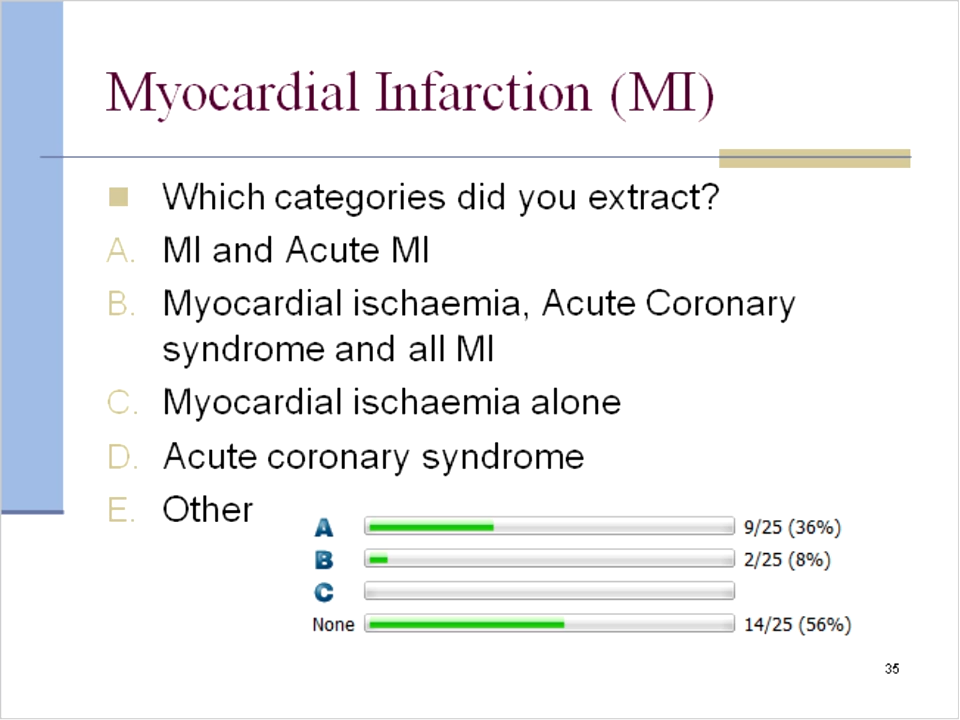 Myocardial Infarction (MI)
Which categories did you extract?
A. MI and Acute MI
B. Myocardial ischaemia, Acute Coronary
syndrome and all MI
C. Myocardial ischaemia alone
D. Acute coronary syndrome
E. Other
A 9/25 (36%)
B 2/25 (8%)
C
None 14/25 (56%)
35